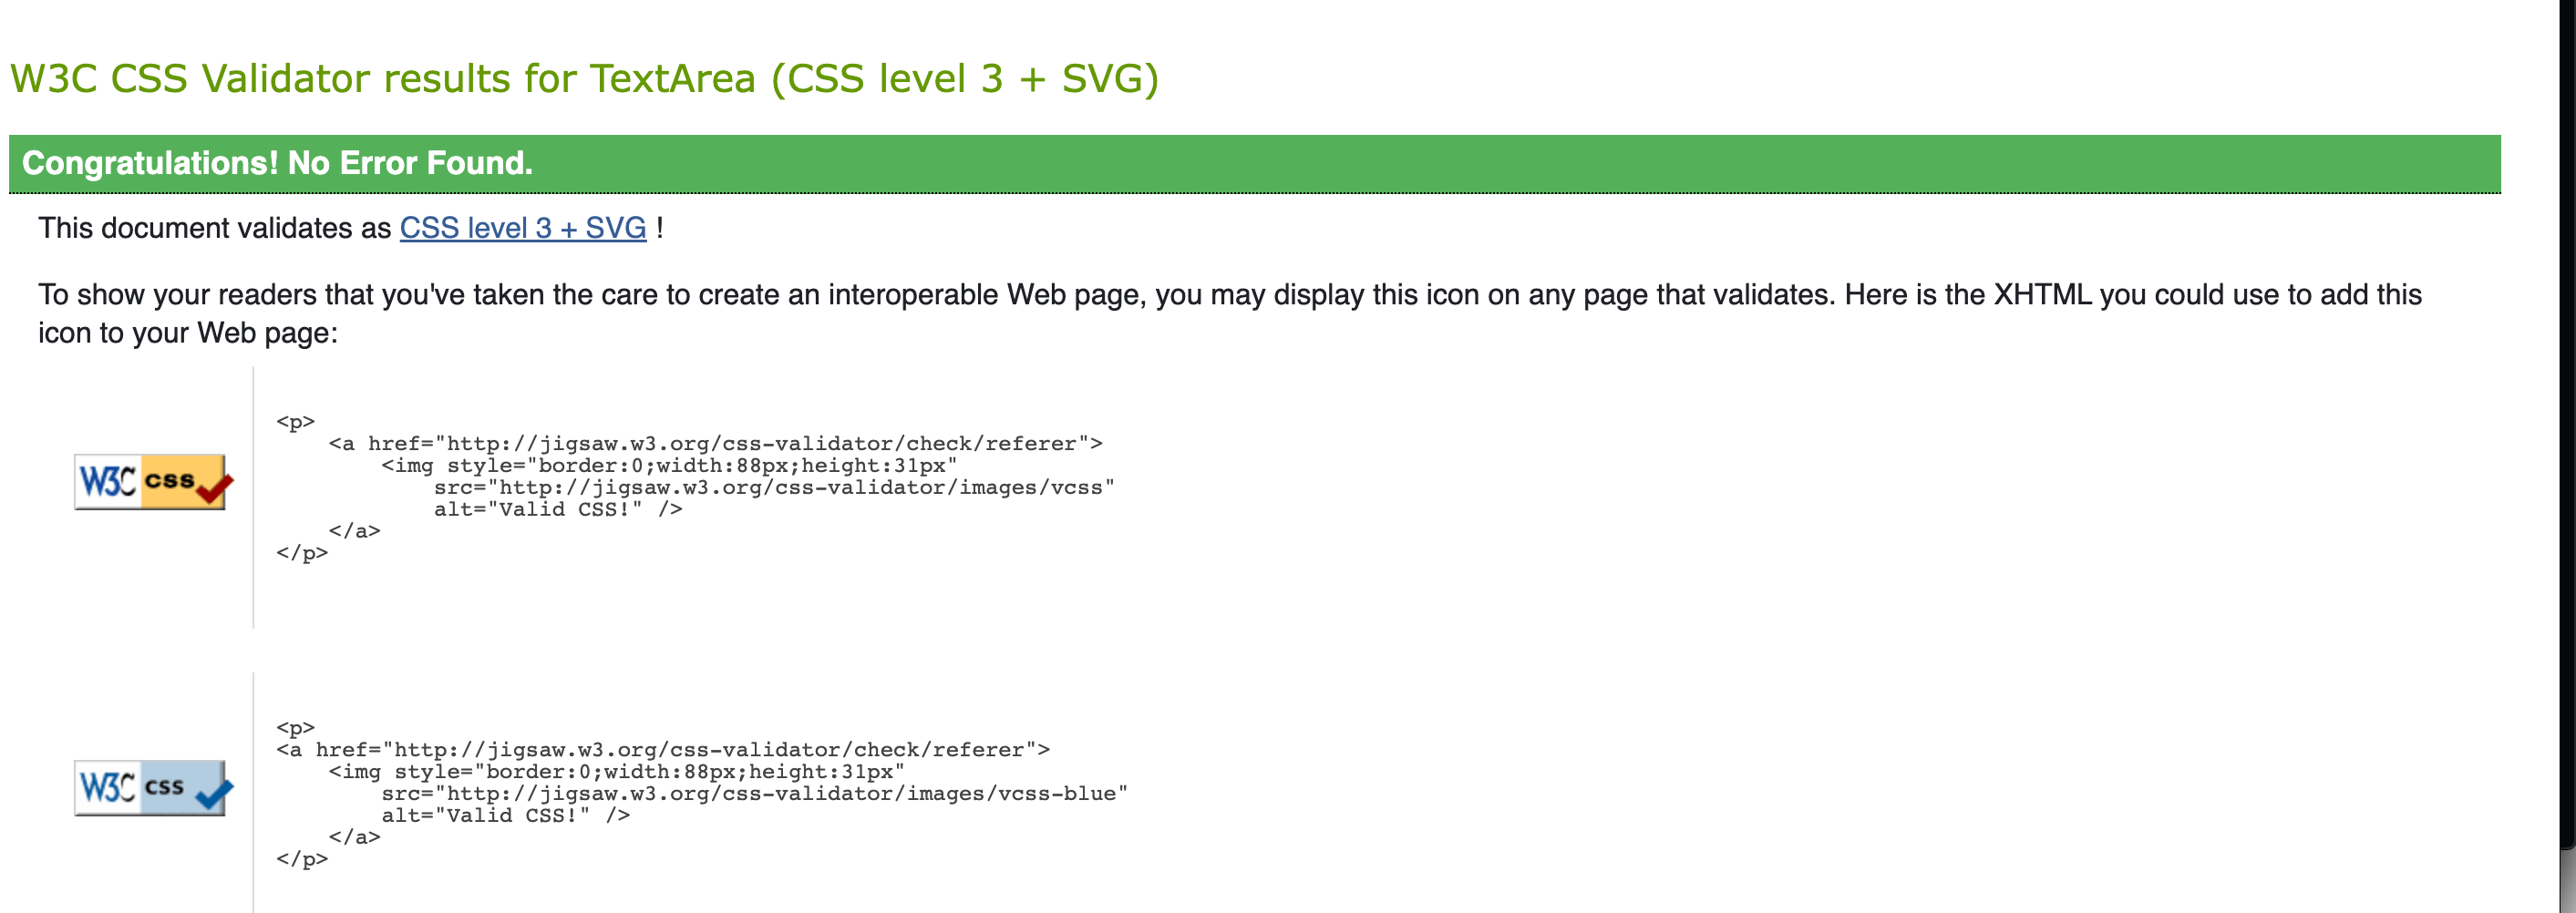 W3C CSS Validator results for TextArea (CSS level 3 + SVG)
Congratulations! No Error Found.
This document validates as CSS level 3 + SVG !
To show your readers that you've taken the care to create an interoperable Web page, you may display this icon on any page that validates. Here is the XHTML you could use to add this
icon to your Web page:
W3C css
<p>
    <a href="http://jigsaw.w3.org/css-validator/check/referer">
        <img style="border:0;width:88px;height:31px"
            src="http://jigsaw.w3.org/css-validator/images/vcss"
            alt="Valid CSS!" />
    </a>
</p>
W3C css
<p>
<a href="http://jigsaw.w3.org/css-validator/check/referer">
    <img style="border:0;width:88px;height:31px"
        src="http://jigsaw.w3.org/css-validator/images/vcss-blue"
        alt="Valid CSS!" />
    </a>
</p>